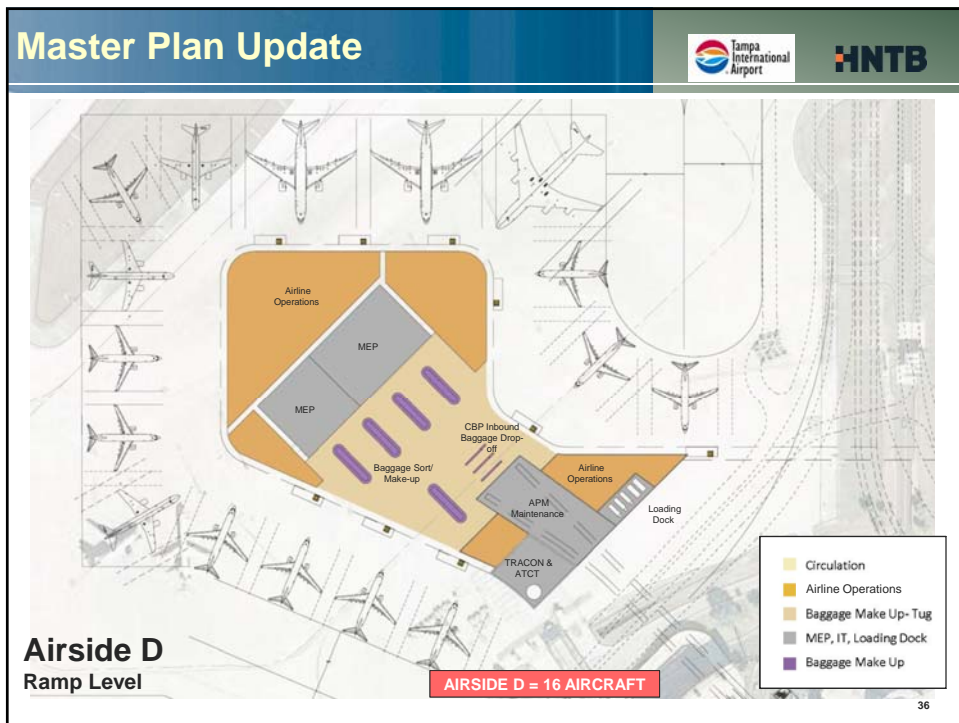 Master Plan Update
Tampa
International
Airport
HNTB
Airline
Operations
MEP
MEP
CBP Inbound
Baggage Drop-
off
Baggage Sort/
Make-up
Airline
Operations
APM
Maintenance
Loading
Dock
TRACON &
ATCT
Circulation
Airline Operations
Baggage Make Up- Tug
MEP, IT, Loading Dock
Baggage Make Up
Airside D
Ramp Level
AIRSIDE D = 16 AIRCRAFT
36